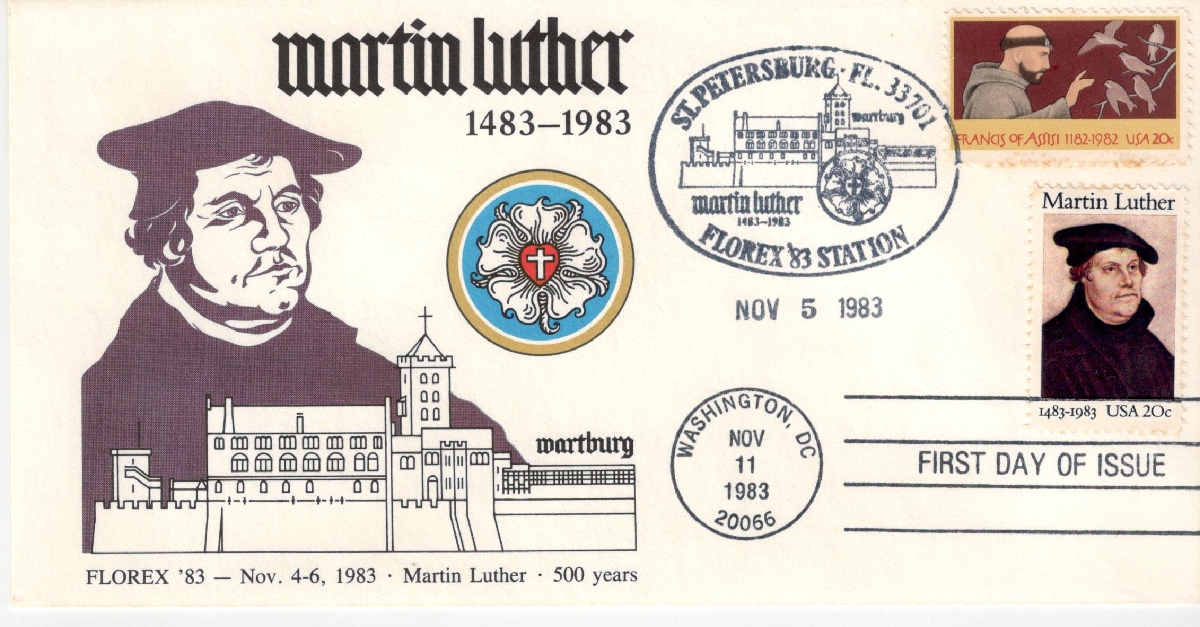 martin luther
1483–1983
wartburg
FLOREX '83 — Nov. 4-6, 1983 · Martin Luther · 500 years
ST. PETERSBURG · FL. 33701
wartburg
martin luther
1483–1983
FLOREX '83 STATION
NOV 5 1983
FRANCIS OF ASSISI 1182-1982 USA 20c
Martin Luther
1483-1983 USA 20c
WASHINGTON, DC
NOV
11
1983
20066
FIRST DAY OF ISSUE